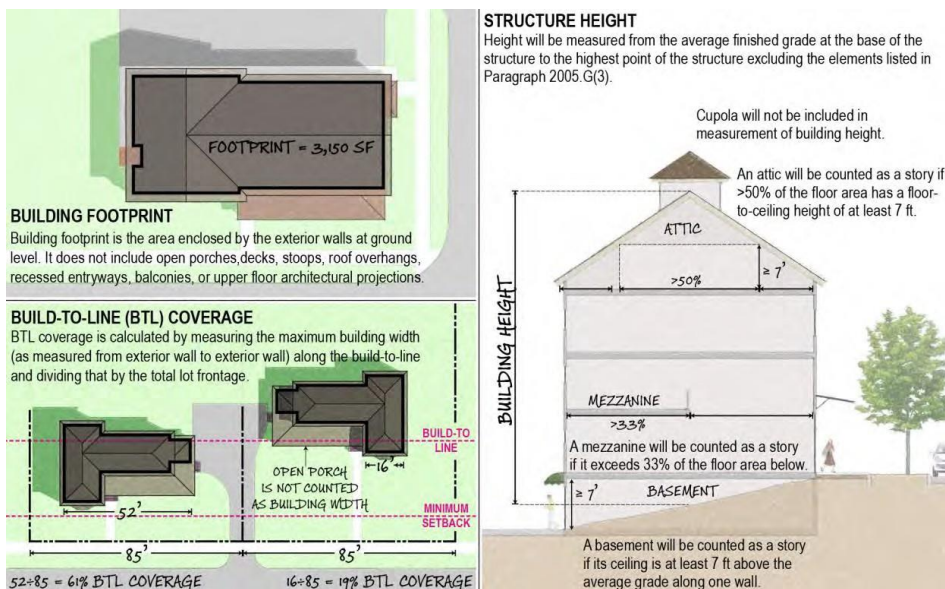 FOOTPRINT = 3,150 SF
BUILDING FOOTPRINT
Building footprint is the area enclosed by the exterior walls at ground
level. It does not include open porches,decks, stoops, roof overhangs,
recessed entryways, balconies, or upper floor architectural projections.
BUILD-TO-LINE (BTL) COVERAGE
BTL coverage is calculated by measuring the maximum building width
(as measured from exterior wall to exterior wall) along the build-to-line
and dividing that by the total lot frontage.
BUILD-TO
LINE
16'
OPEN PORCH
IS NOT COUNTED
AS BUILDING WIDTH
52'
MINIMUM
SETBACK
85'
85'
52÷85 = 61% BTL COVERAGE
16÷85 = 19% BTL COVERAGE
STRUCTURE HEIGHT
Height will be measured from the average finished grade at the base of the
structure to the highest point of the structure excluding the elements listed in
Paragraph 2005.G(3).
Cupola will not be included in
measurement of building height.
An attic will be counted as a story if
>50% of the floor area has a floor-
to-ceiling height of at least 7 ft.
ATTIC
≥ 7'
>50%
BUILDING HEIGHT
MEZZANINE
>33%
A mezzanine will be counted as a story
if it exceeds 33% of the floor area below.
≥ 7'
BASEMENT
A basement will be counted as a story
if its ceiling is at least 7 ft above the
average grade along one wall.